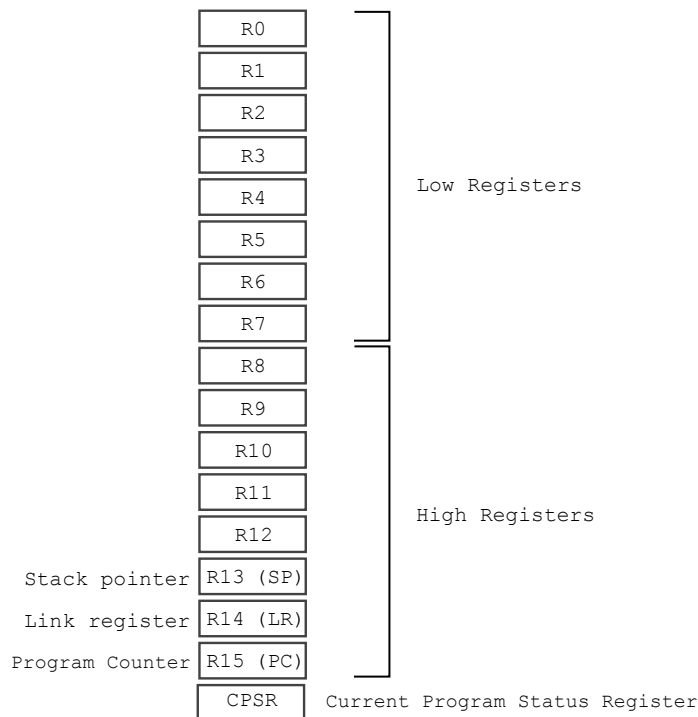 R0
R1
R2
R3
Low Registers
R4
R5
R6
R7
R8
R9
R10
R11
High Registers
R12
Stack pointer R13 (SP)
Link register R14 (LR)
Program Counter R15 (PC)
CPSR Current Program Status Register